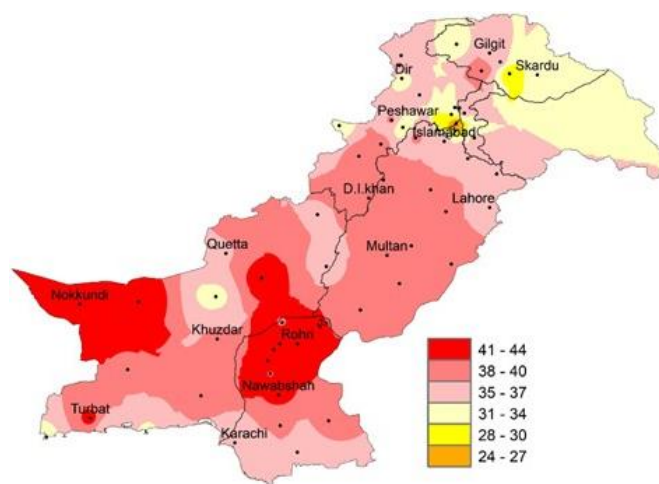 Gilgit
Skardu
Dir
Peshawar
Islamabad
D.I.khan
Lahore
Quetta
Multan
Nokkundi
Khuzdar
Rohri
Nawabshah
Turbat
Karachi
41 - 44
38 - 40
35 - 37
31 - 34
28 - 30
24 - 27